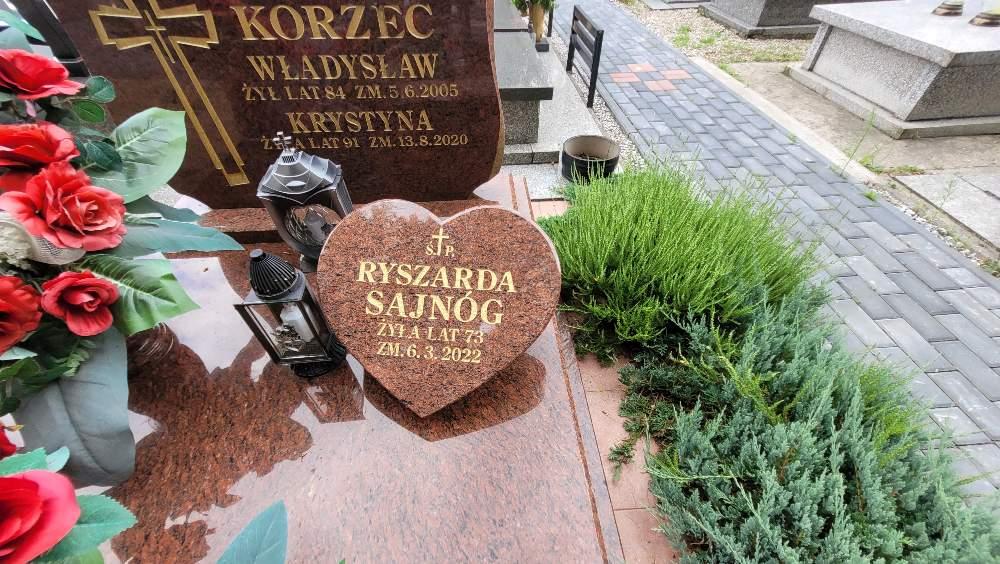 KORZEC
WŁADYSŁAW
ŻYŁ LAT 84 ZM. 5.6.2005
KRYSTYNA
ŻYŁA LAT 91 ZM. 13.8.2020
Ś.P.
RYSZARDA
SAJNÓG
ŻYŁA LAT 73
ZM. 6.3.2022